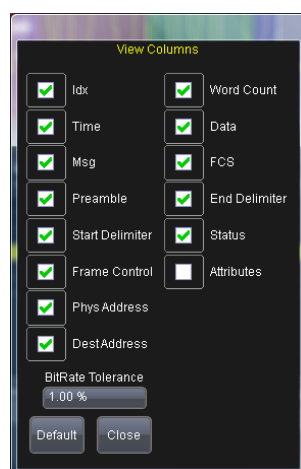 View Columns
Idx
Word Count
Time
Data
Msg
FCS
Preamble
End Delimiter
Start Delimiter
Status
Frame Control
Attributes
Phys Address
DestAddress
BitRate Tolerance
1.00 %
Default
Close